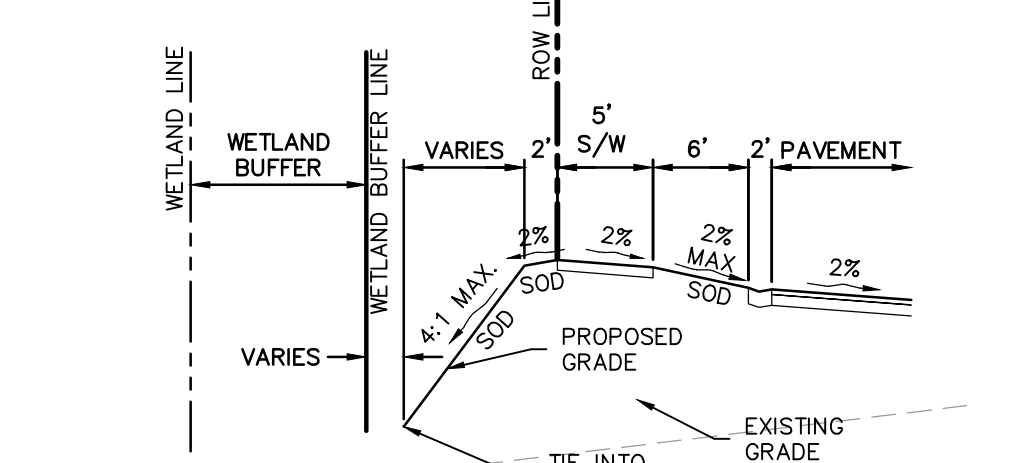 WETLAND LINE
WETLAND
BUFFER
WETLAND BUFFER LINE
VARIES
2'
ROW LI
5'
S/W
6'
2'
PAVEMENT
2%
2%
2%
MAX
2%
4:1 MAX.
SOD
SOD
SOD
VARIES
PROPOSED
GRADE
EXISTING
GRADE
TIE INTO